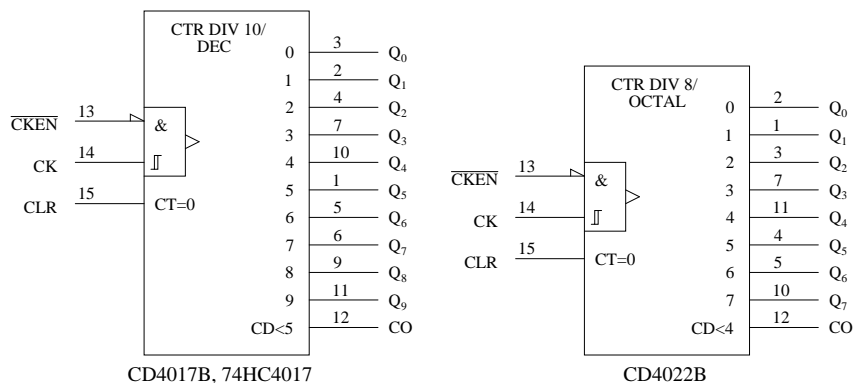 CTR DIV 10/
DEC
0 3 Q0
1 2 Q1
2 4 Q2
3 7 Q3
4 10 Q4
5 1 Q5
6 5 Q6
7 6 Q7
8 9 Q8
9 11 Q9
CD<5 12 CO
CKEN 13 &
CK 14
CLR 15 CT=0
CD4017B, 74HC4017
CTR DIV 8/
OCTAL
0 2 Q0
1 1 Q1
2 3 Q2
3 7 Q3
4 11 Q4
5 4 Q5
6 5 Q6
7 10 Q7
CD<4 12 CO
CKEN 13 &
CK 14
CLR 15 CT=0
CD4022B